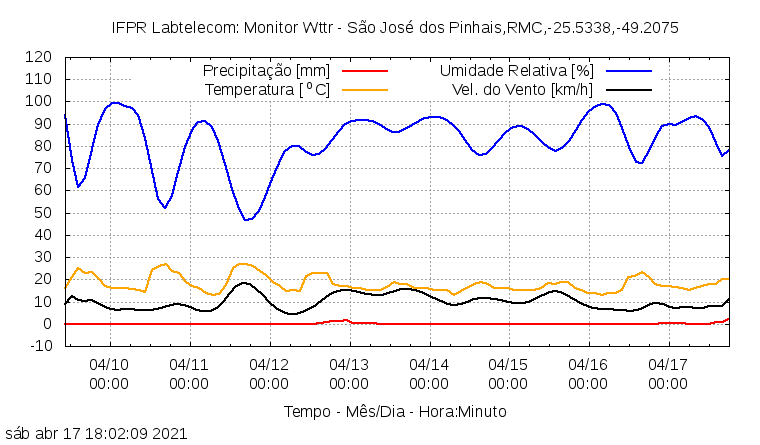 IFPR Labtelecom: Monitor Wttr - São José dos Pinhais,RMC,-25.5338,-49.2075
120
110
100
90
80
70
60
50
40
30
20
10
0
-10
Precipitação [mm]
Temperatura [⁰C]
Umidade Relativa [%]
Vel. do Vento [km/h]
04/10 04/11 04/12 04/13 04/14 04/15 04/16 04/17
00:00 00:00 00:00 00:00 00:00 00:00 00:00 00:00
Tempo - Mês/Dia - Hora:Minuto
sáb abr 17 18:02:09 2021